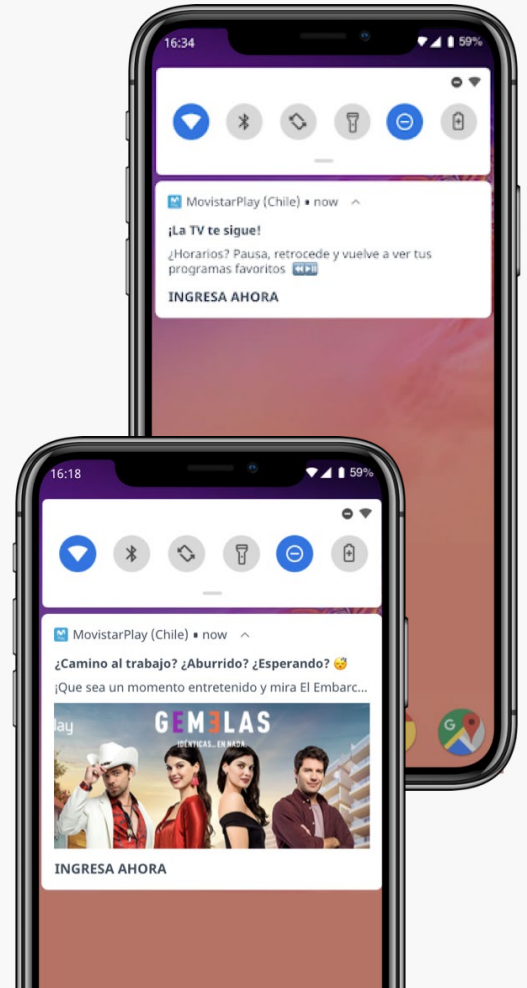 16:34
59%
MovistarPlay (Chile) • now
¡La TV te sigue!
¿Horarios? Pausa, retrocede y vuelve a ver tus
programas favoritos ⏪⏯
INGRESA AHORA
16:18
59%
MovistarPlay (Chile) • now
¿Camino al trabajo? ¿Aburrido? ¿Esperando? 😴
¡Que sea un momento entretenido y mira El Embarc...
lay
GEMELAS
IDÉNTICAS... EN NADA
INGRESA AHORA